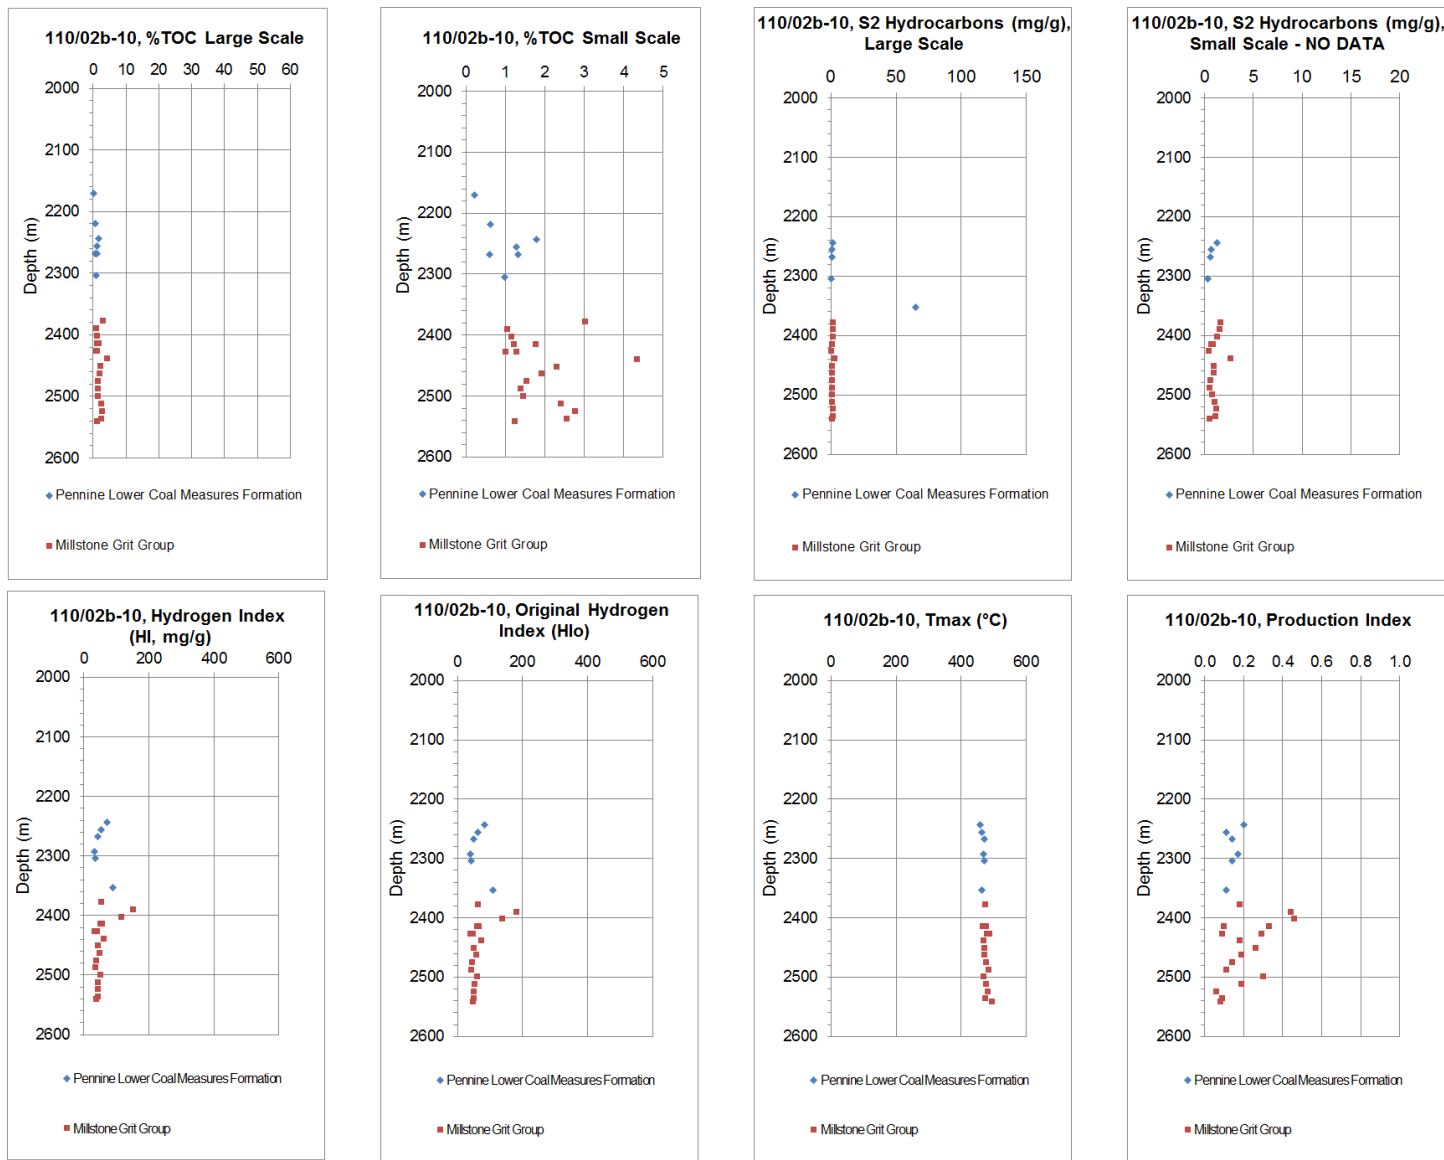 110/02b-10, %TOC Large Scale
0 10 20 30 40 50 60
2000
2100
2200
2300
2400
2500
2600
Depth (m)
Pennine Lower Coal Measures Formation
Millstone Grit Group
110/02b-10, %TOC Small Scale
0 1 2 3 4 5
2000
2100
2200
2300
2400
2500
2600
Depth (m)
Pennine Lower Coal Measures Formation
Millstone Grit Group
110/02b-10, S2 Hydrocarbons (mg/g),
Large Scale
0 50 100 150
2000
2100
2200
2300
2400
2500
2600
Depth (m)
Pennine Lower Coal Measures Formation
Millstone Grit Group
110/02b-10, S2 Hydrocarbons (mg/g),
Small Scale - NO DATA
0 5 10 15 20
2000
2100
2200
2300
2400
2500
2600
Depth (m)
Pennine Lower Coal Measures Formation
Millstone Grit Group
110/02b-10, Hydrogen Index
(HI, mg/g)
0 200 400 600
2000
2100
2200
2300
2400
2500
2600
Depth (m)
Pennine Lower Coal Measures Formation
Millstone Grit Group
110/02b-10, Original Hydrogen
Index (HIo)
0 200 400 600
2000
2100
2200
2300
2400
2500
2600
Depth (m)
Pennine Lower Coal Measures Formation
Millstone Grit Group
110/02b-10, Tmax (°C)
0 200 400 600
2000
2100
2200
2300
2400
2500
2600
Depth (m)
Pennine Lower Coal Measures Formation
Millstone Grit Group
110/02b-10, Production Index
0.0 0.2 0.4 0.6 0.8 1.0
2000
2100
2200
2300
2400
2500
2600
Depth (m)
Pennine Lower Coal Measures Formation
Millstone Grit Group